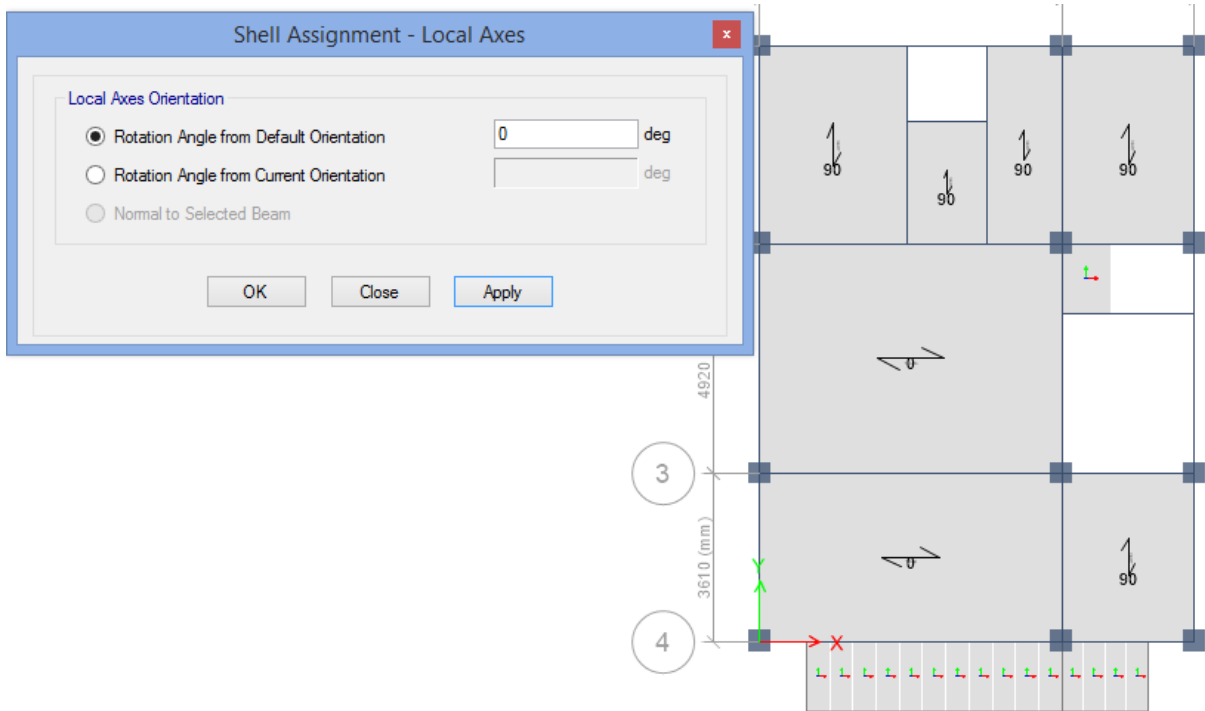 Shell Assignment - Local Axes
x
Local Axes Orientation
Rotation Angle from Default Orientation
0
deg
Rotation Angle from Current Orientation
deg
Normal to Selected Beam
OK
Close
Apply
90
90
90
90
4920
0
3
3610 (mm)
0
90
Y
4
X